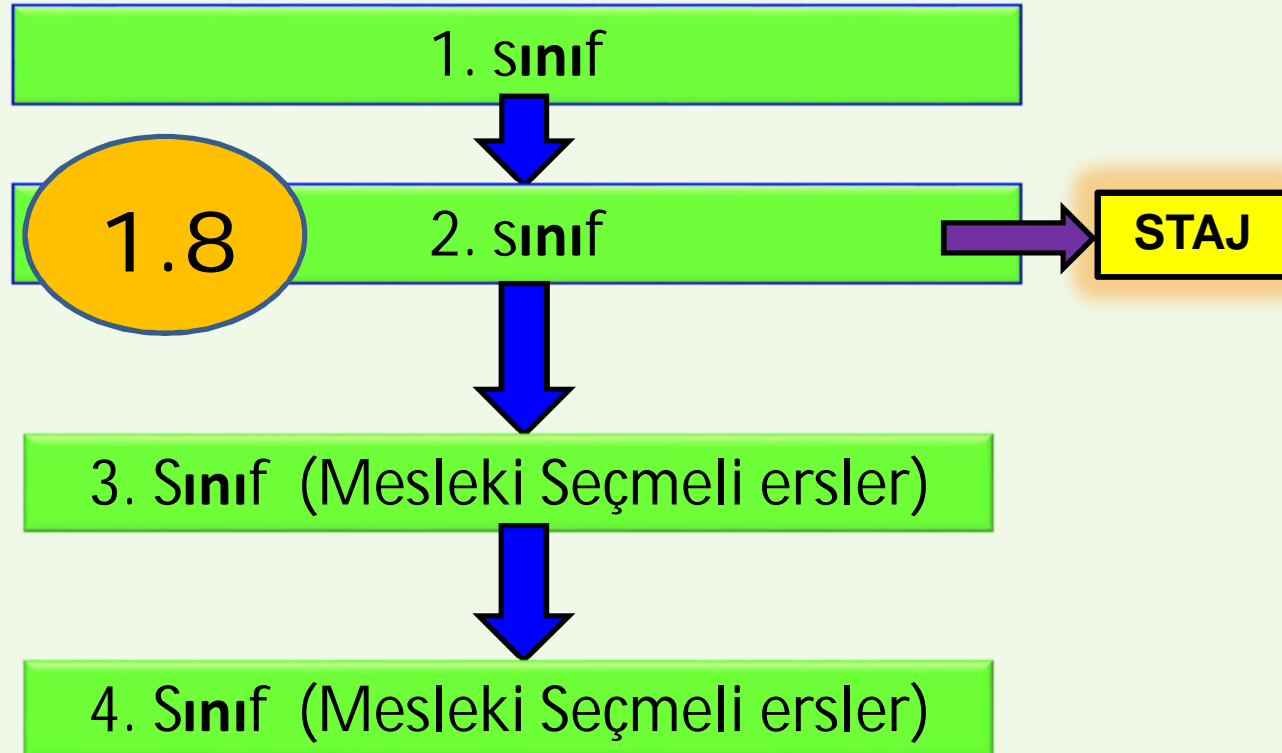 1. sınıf
1.8
2. sınıf
STAJ
3. Sınıf (Mesleki Seçmeli ersler)
4. Sınıf (Mesleki Seçmeli ersler)